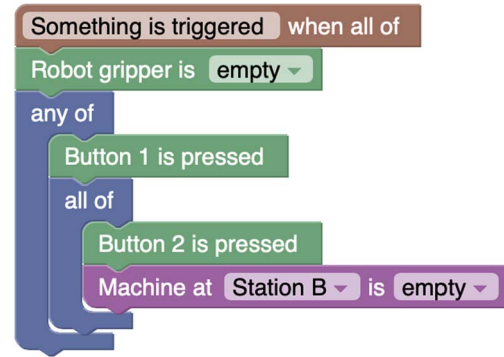 Something is triggered when all of
Robot gripper is empty
any of
Button 1 is pressed
all of
Button 2 is pressed
Machine at Station B is empty